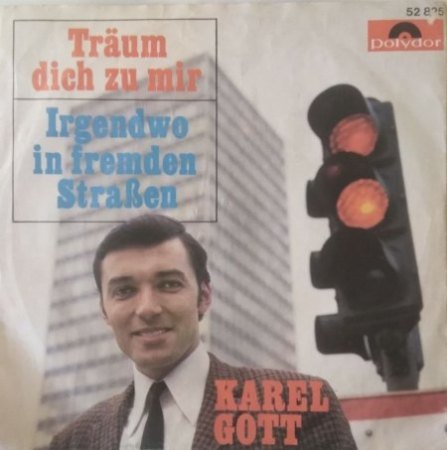 52 825
Polydor
Träum
dich zu mir
Irgendwo
in fremden
Straßen
KAREL
GOTT